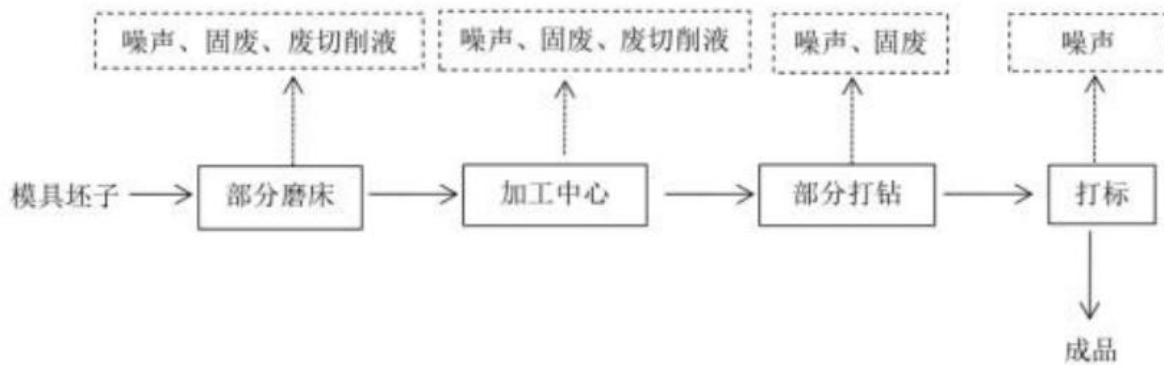 噪声、固废、废切削液
噪声、固废、废切削液
噪声、固废
噪声
模具坯子
部分磨床
加工中心
部分打钻
打标
成品